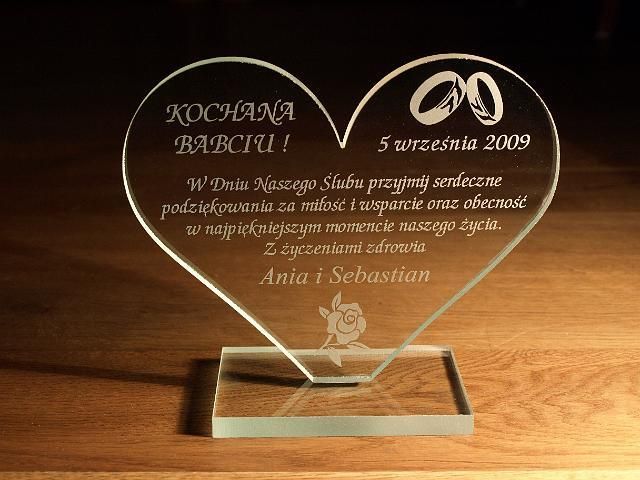 KOCHANA
BABCIU !
5 września 2009
W Dniu Naszego Ślubu przyjmij serdeczne
podziękowania za miłość i wsparcie oraz obecność
w najpiękniejszym momencie naszego życia.
Z życzeniami zdrowia
Ania i Sebastian